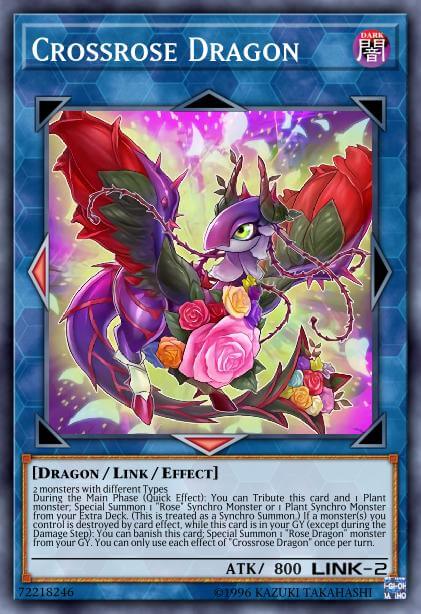 CROSSROSE DRAGON
DARK
闇
[DRAGON / LINK / EFFECT]
2 monsters with different Types
During the Main Phase (Quick Effect): You can Tribute this card and 1 Plant
monster; Special Summon 1 "Rose" Synchro Monster or 1 Plant Synchro Monster
from your Extra Deck. (This is treated as a Synchro Summon.) If a monster(s) you
control is destroyed by card effect, while this card is in your GY (except during the
Damage Step): You can banish this card; Special Summon 1 "Rose Dragon" monster
from your GY. You can only use each effect of "Crossrose Dragon" once per turn.
ATK/ 800 LINK-2
72218246 ©1996 KAZUKI TAKAHASHI